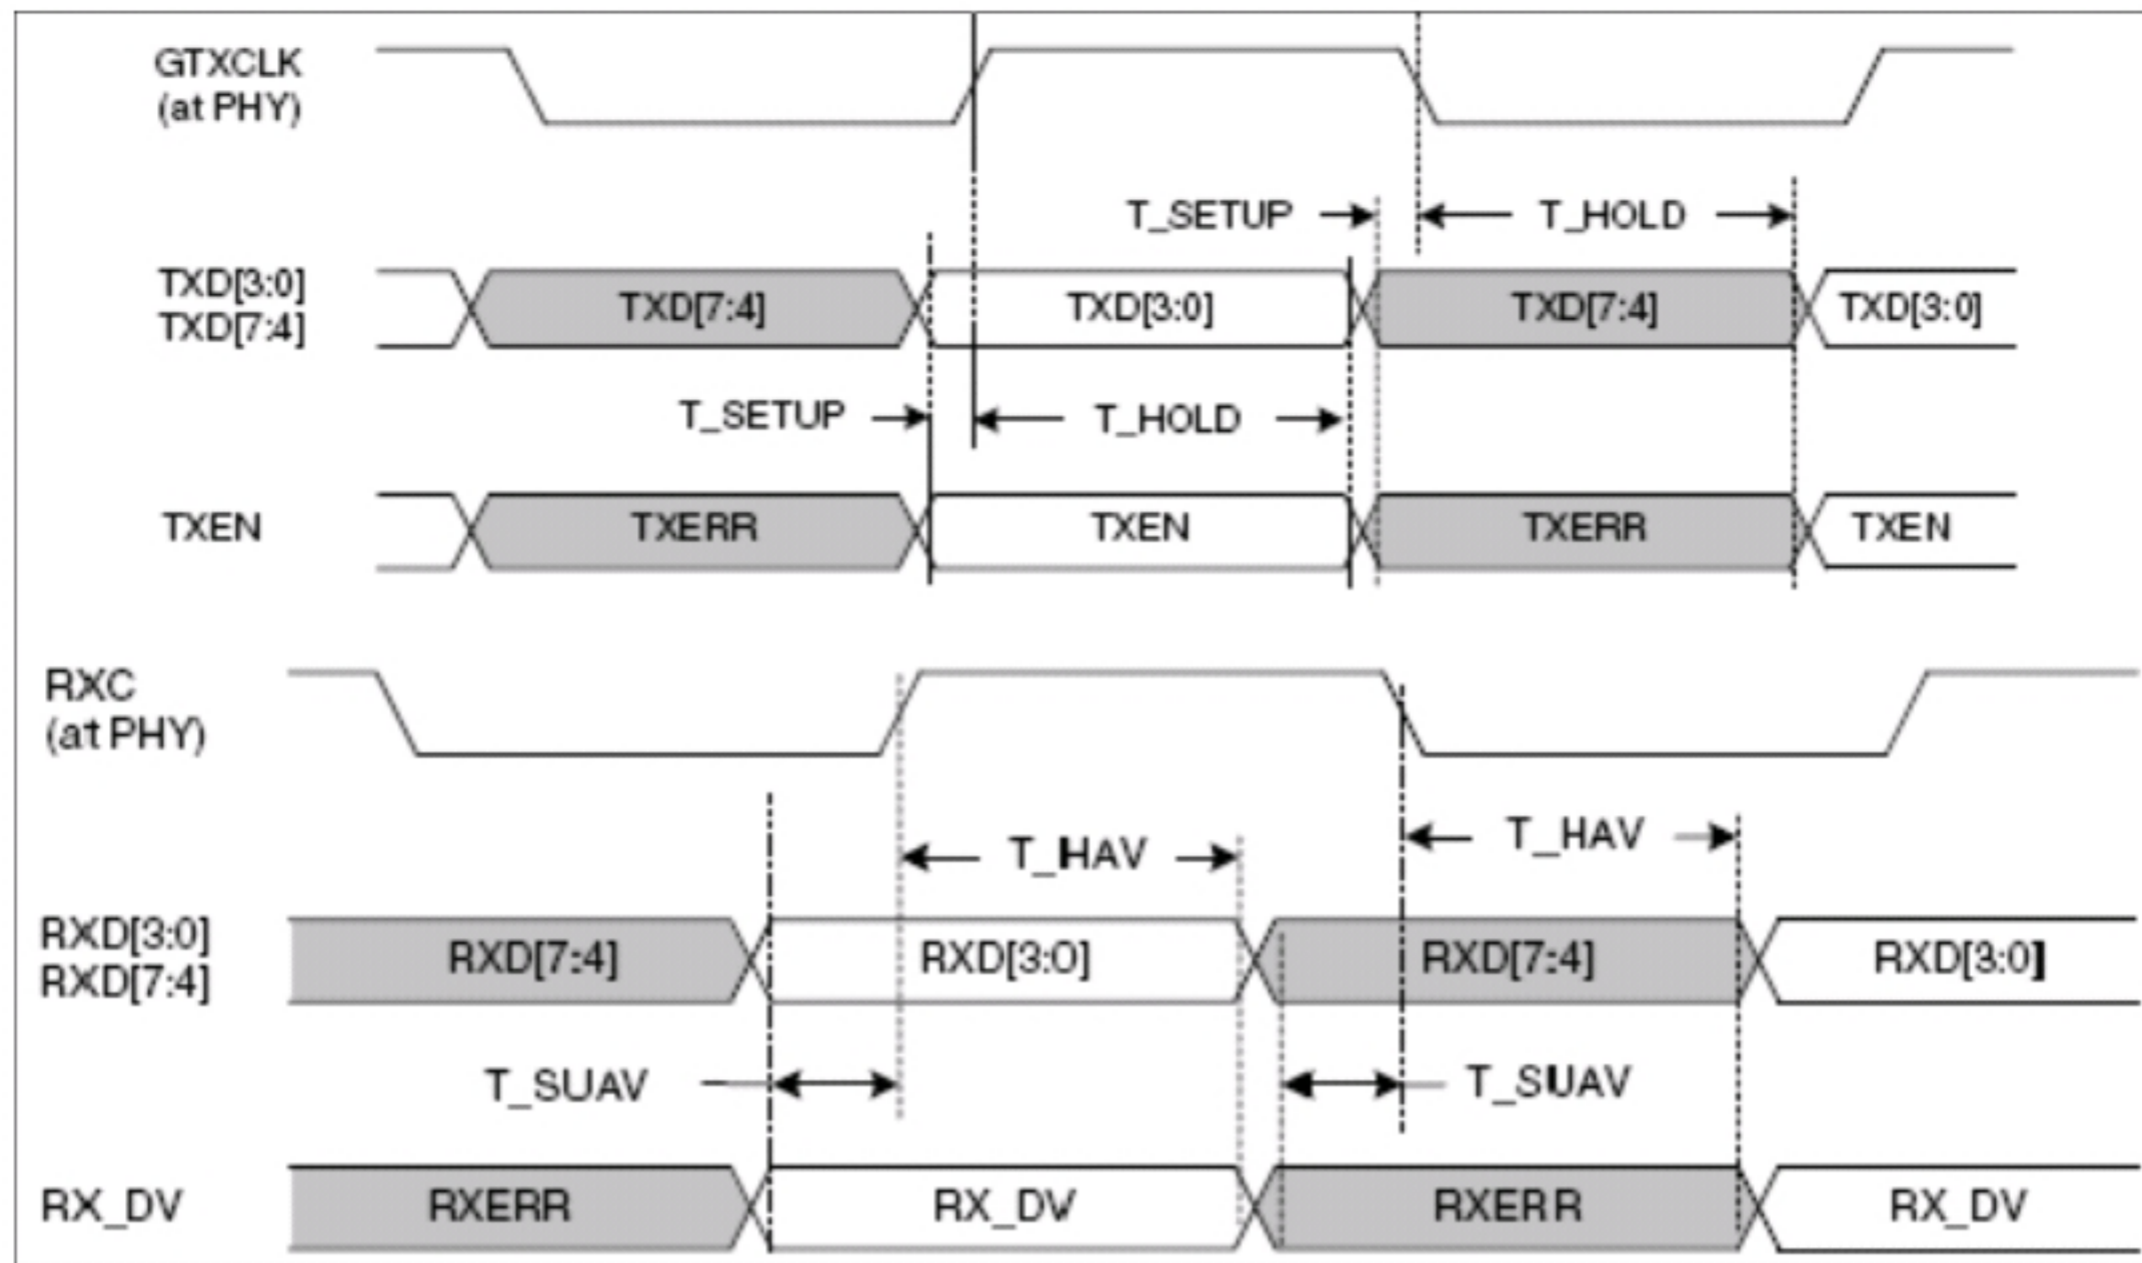 GTXCLK
(at PHY)
T_SETUP T_HOLD
TXD[3:0]
TXD[7:4]
TXD[7:4] TXD[3:0] TXD[7:4] TXD[3:0]
T_SETUP T_HOLD
TXEN TXERR TXEN TXERR TXEN
RXC
(at PHY)
T_HAV T_HAV
RXD[3:0]
RXD[7:4]
RXD[7:4] RXD[3:0] RXD[7:4] RXD[3:0]
T_SUAV T_SUAV
RX_DV RXERR RX_DV RXERR RX_DV